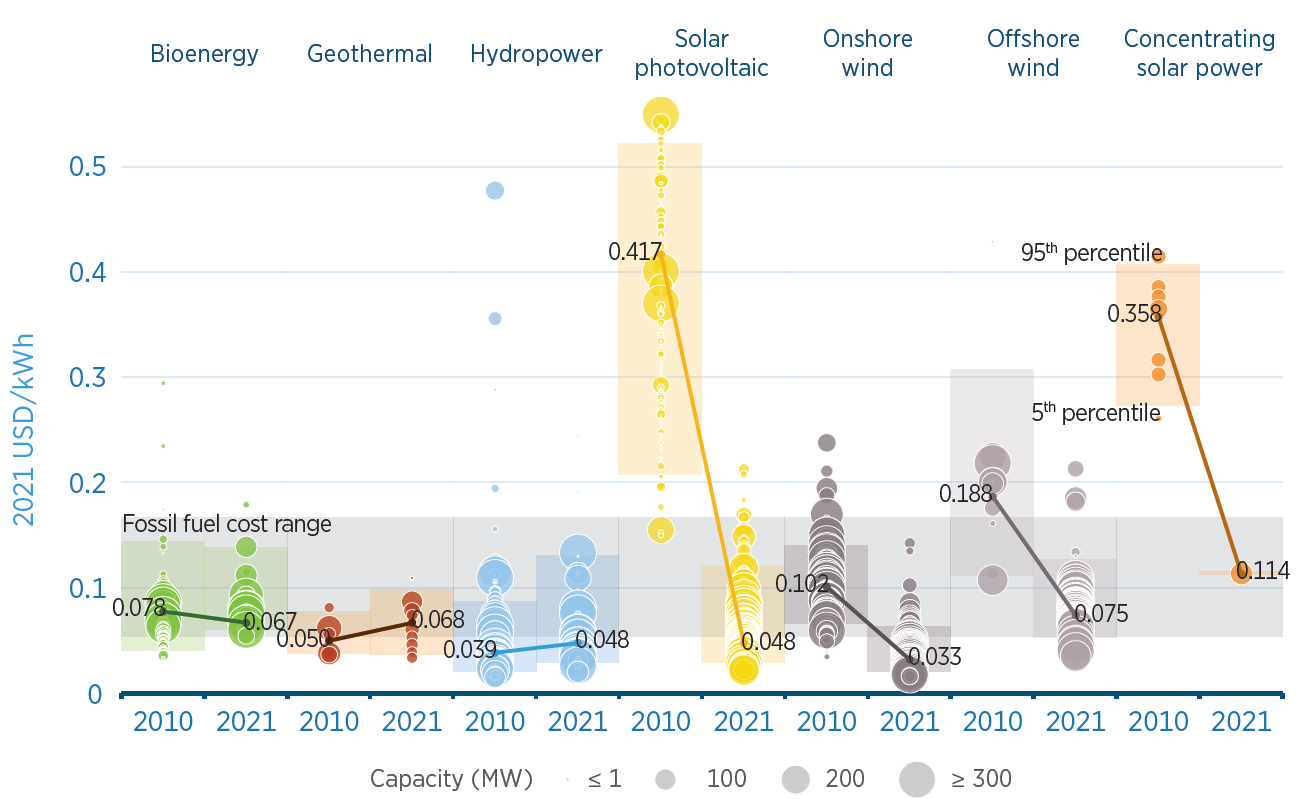 Bioenergy
Geothermal
Hydropower
Solar
photovoltaic
Onshore
wind
Offshore
wind
Concentrating
solar power
2021 USD/kWh
0.5
0.4
0.3
0.2
0.1
0
Fossil fuel cost range
95th percentile
5th percentile
0.078
0.067
0.050
0.068
0.039
0.048
0.417
0.048
0.102
0.033
0.188
0.075
0.358
0.114
2010 2021 2010 2021 2010 2021 2010 2021 2010 2021 2010 2021 2010 2021
Capacity (MW) ≤ 1 100 200 ≥ 300